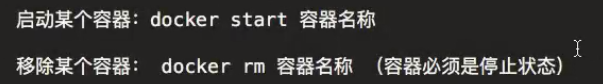 启动某个容器：docker start 容器名称
移除某个容器： docker rm 容器名称 （容器必须是停止状态）